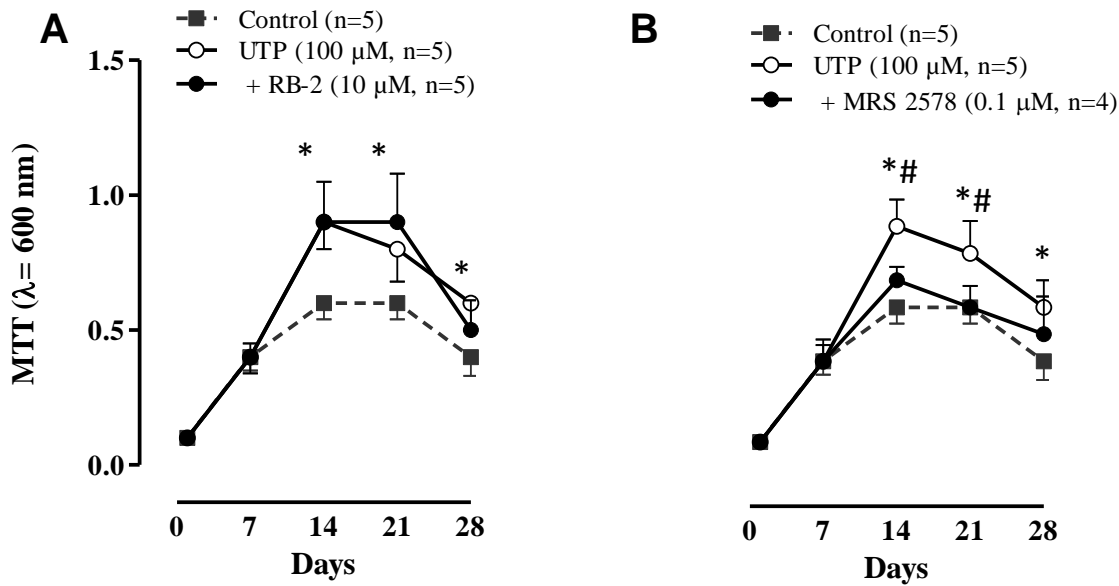 A
Control (n=5)
UTP (100 µM, n=5)
+ RB-2 (10 µM, n=5)
1.5
1.0
0.5
0.0
MTT (λ= 600 nm)
*
*
*
0 7 14 21 28
Days
B
Control (n=5)
UTP (100 µM, n=5)
+ MRS 2578 (0.1 µM, n=4)
*#
*#
*
0 7 14 21 28
Days